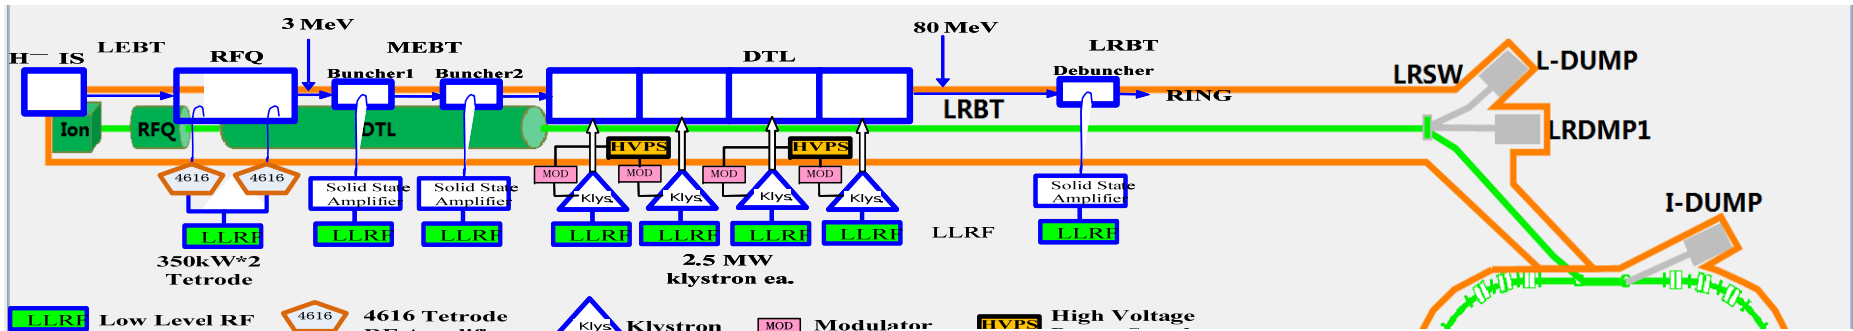 H⁻ IS
LEBT
RFQ
3 MeV
MEBT
Buncher1
Buncher2
DTL
80 MeV
LRBT
Debuncher
RING
LRBT
LRSW
L-DUMP
LRDMP1
I-DUMP
Ion
RFQ
DTL
HVPS
HVPS
MOD
MOD
MOD
MOD
4616
4616
Solid State
Amplifier
Solid State
Amplifier
Klys.
Klys.
Klys.
Klys.
Solid State
Amplifier
LLRF
LLRF
LLRF
LLRF
LLRF
LLRF
LLRF
LLRF
LLRF
350kW*2
Tetrode
2.5 MW
klystron ea.
LLRF
Low Level RF
4616
4616 Tetrode
Klys.
Klystron
MOD
Modulator
HVPS
High Voltage